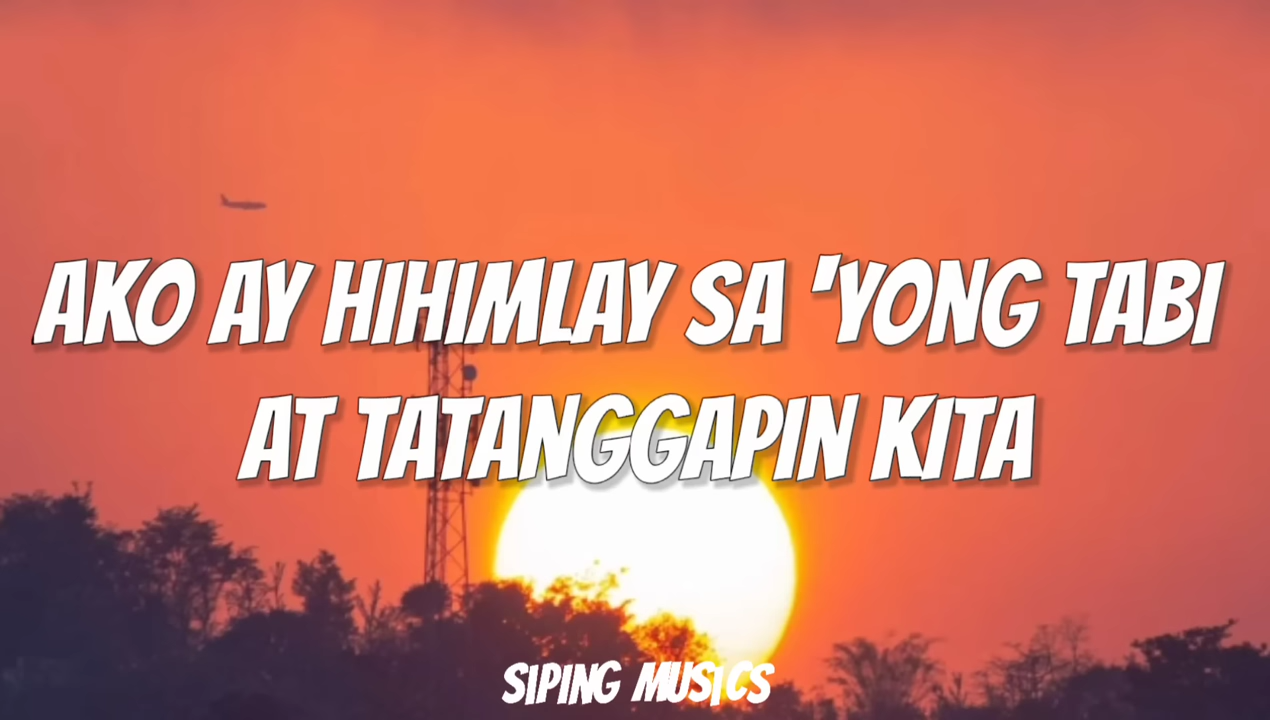 AKO AY HIHIMLAY SA 'YONG TABI
AT TATANGGAPIN KITA
SIPING MUSICS